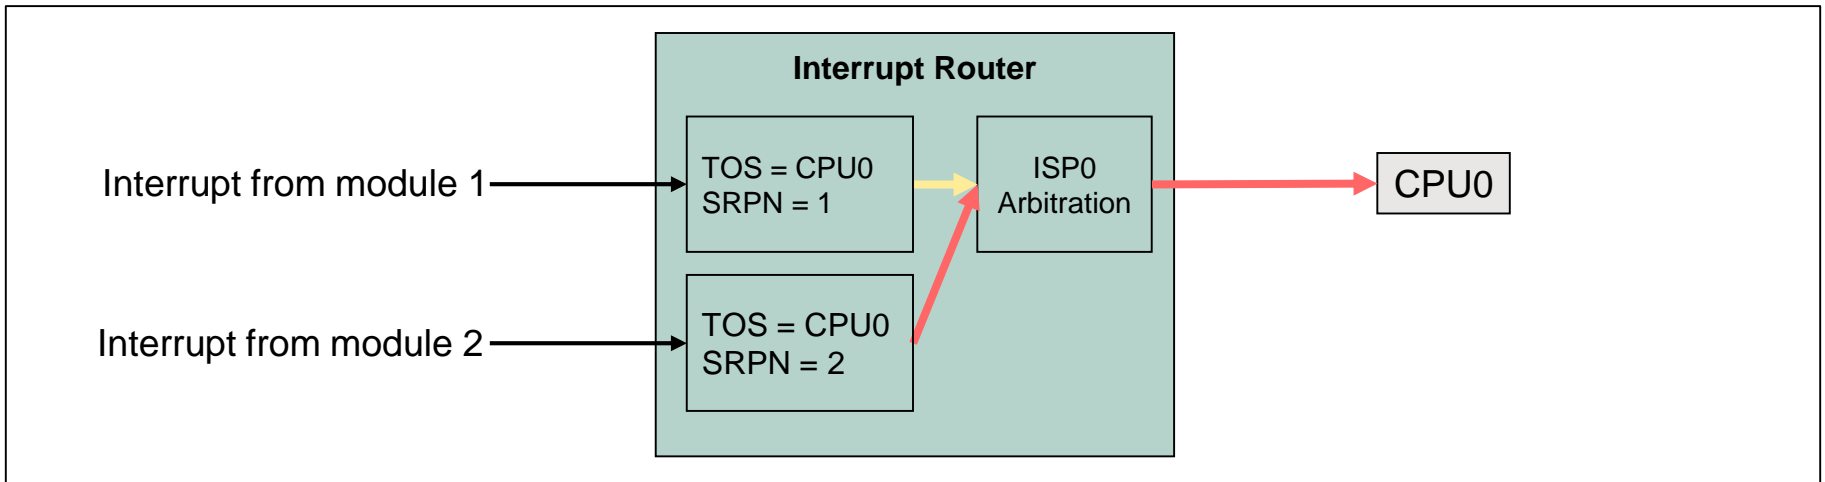 Interrupt Router
Interrupt from module 1
TOS = CPU0
SRPN = 1
ISP0
Arbitration
CPU0
Interrupt from module 2
TOS = CPU0
SRPN = 2